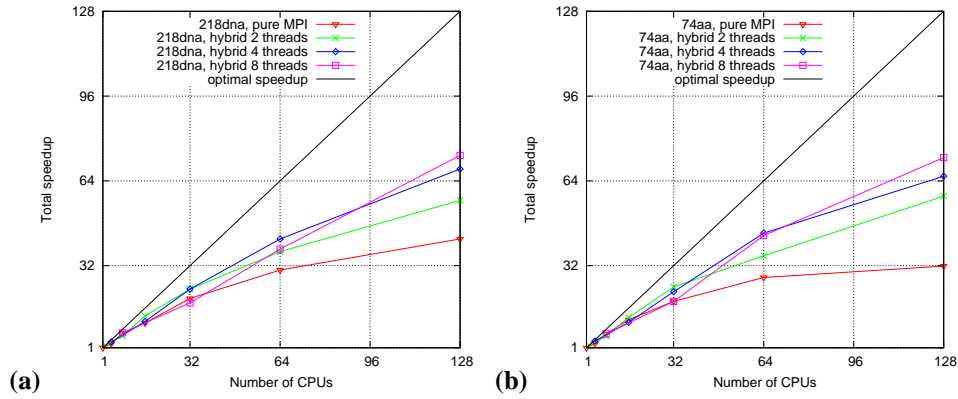 128
96
64
32
1
1 32 64 96 128
Total speedup
Number of CPUs
218dna, pure MPI
218dna, hybrid 2 threads
218dna, hybrid 4 threads
218dna, hybrid 8 threads
optimal speedup
(a)
128
96
64
32
1
1 32 64 96 128
Total speedup
Number of CPUs
74aa, pure MPI
74aa, hybrid 2 threads
74aa, hybrid 4 threads
74aa, hybrid 8 threads
optimal speedup
(b)